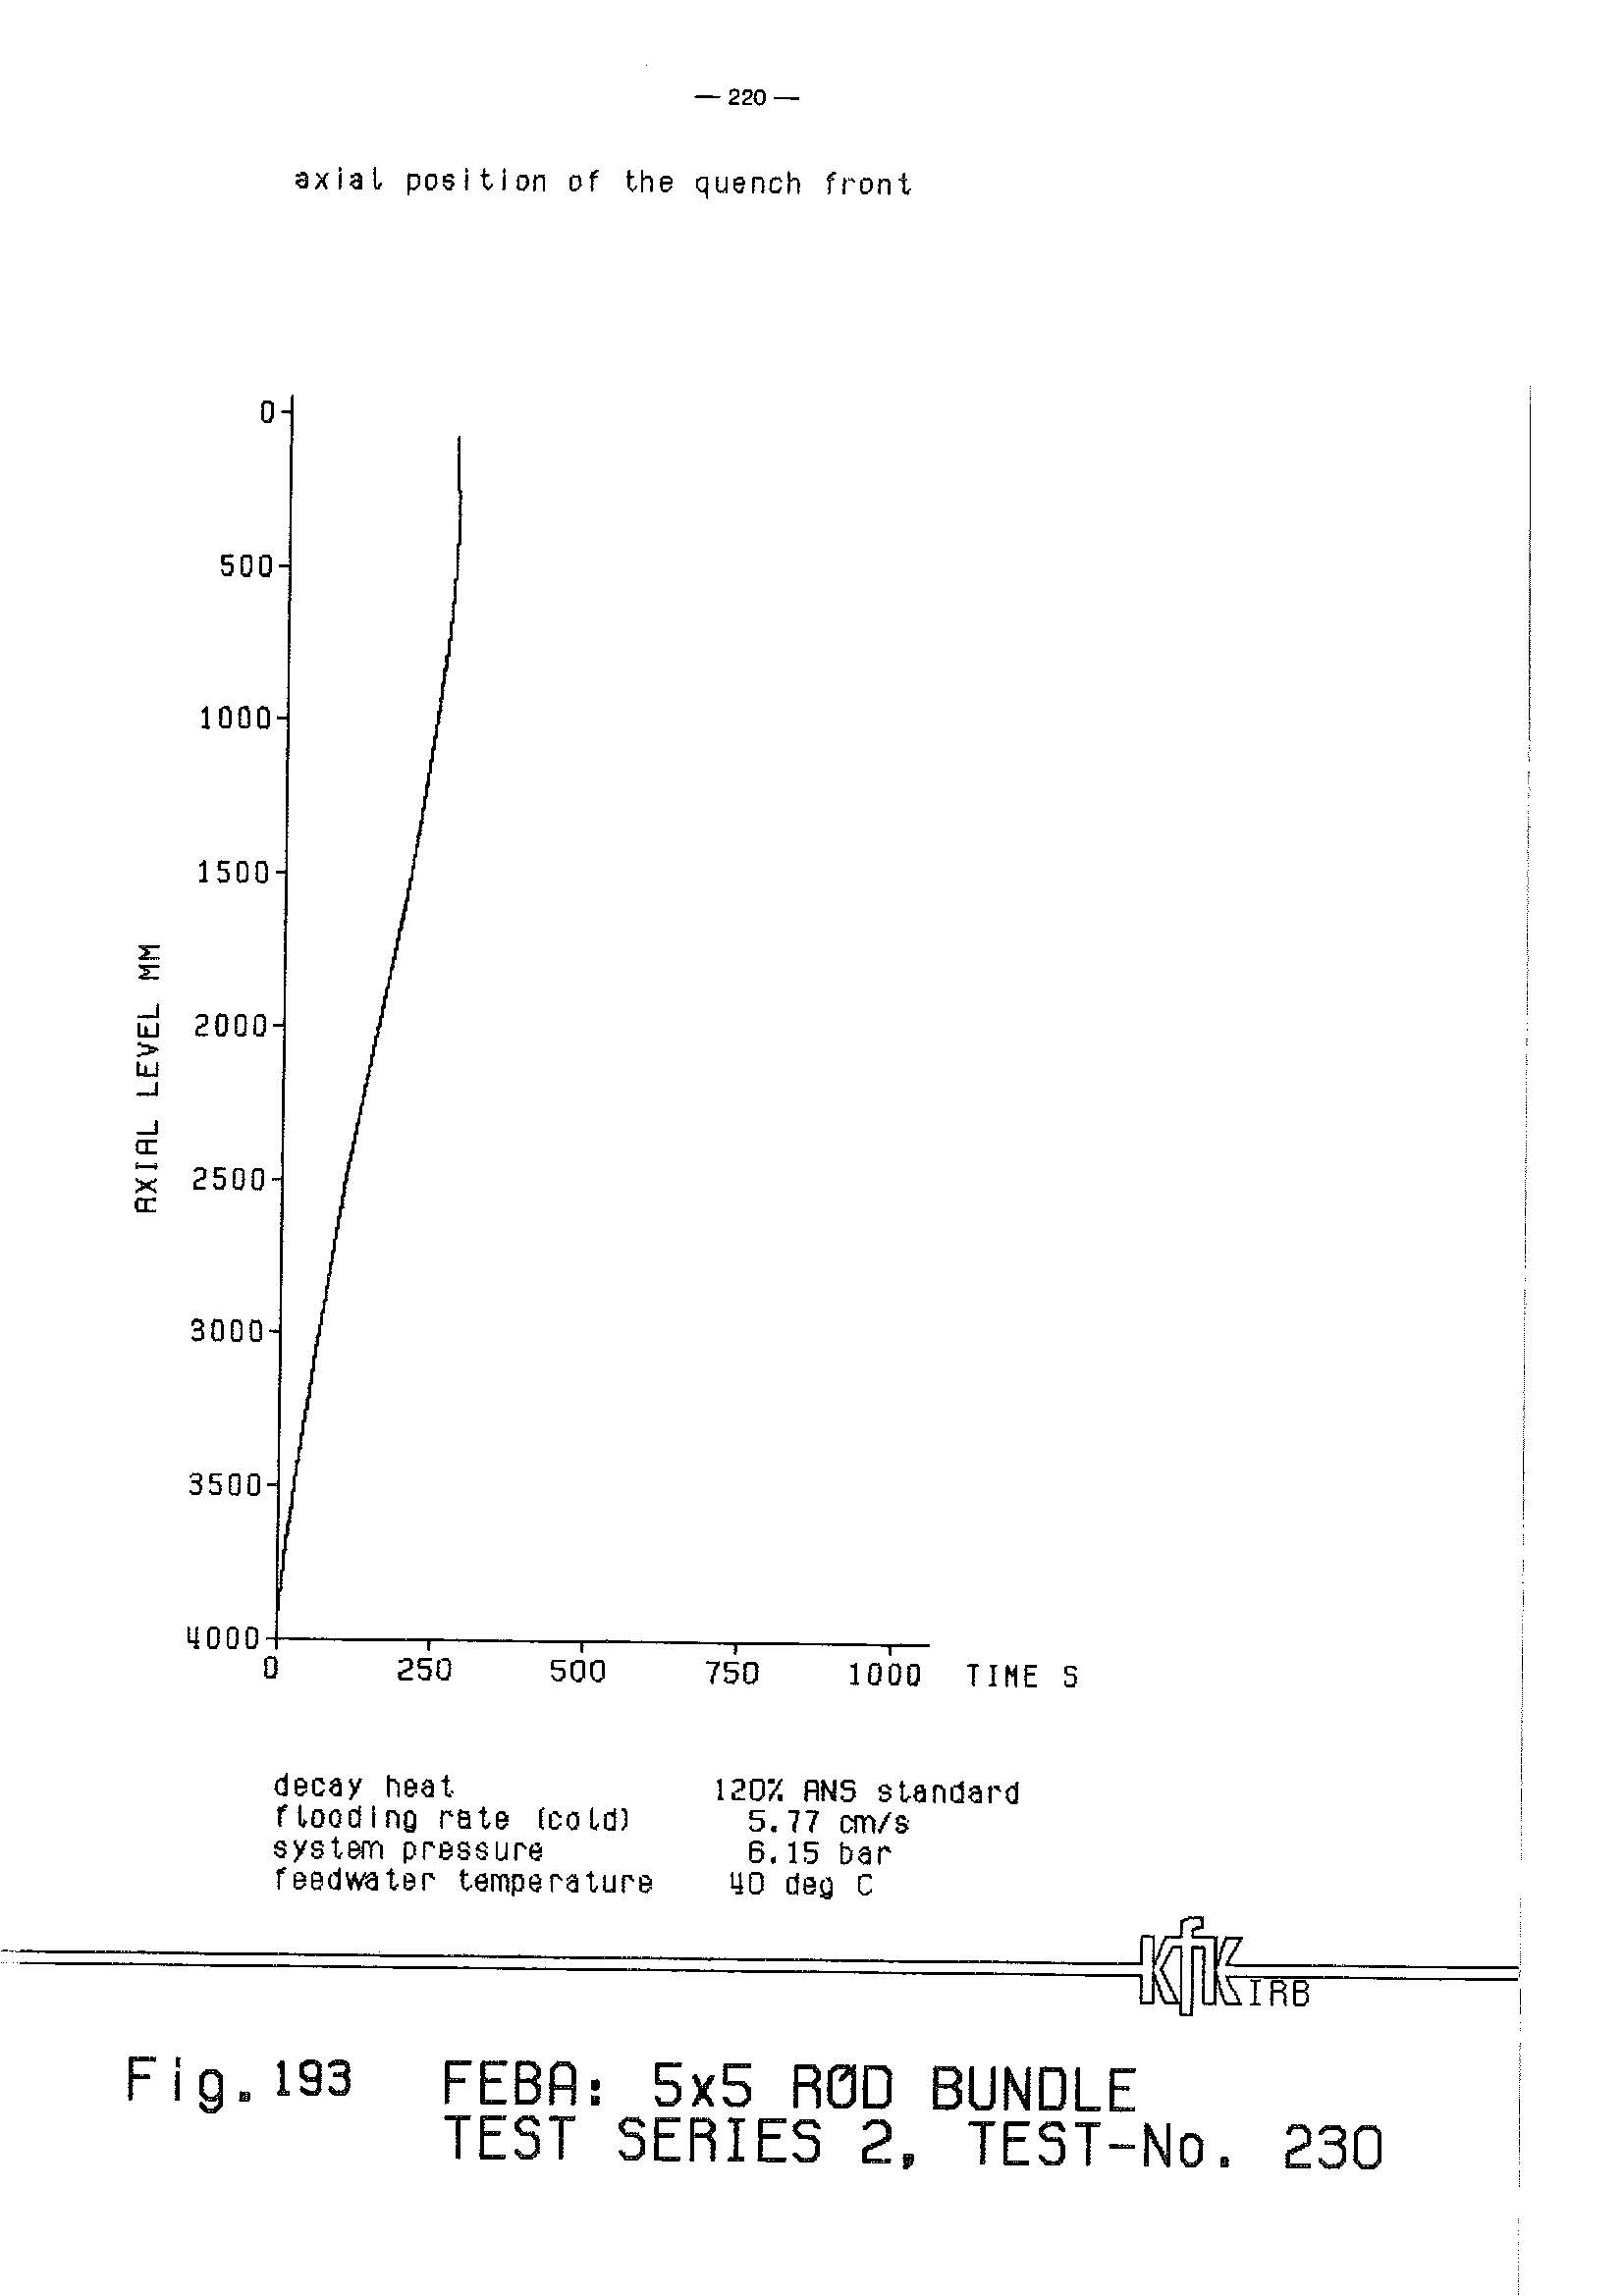 — 220 —
axial position of the quench front
0
500
1000
1500
2000
2500
3000
3500
4000
AXIAL LEVEL MM
0 250 500 750 1000 TIME S
decay heat 120% ANS standard
flooding rate (cold) 5.77 cm/s
system pressure 6.15 bar
feedwater temperature 40 deg C
KfK IRB
Fig. 193 FEBA: 5x5 RØD BUNDLE
TEST SERIES 2, TEST-No. 230